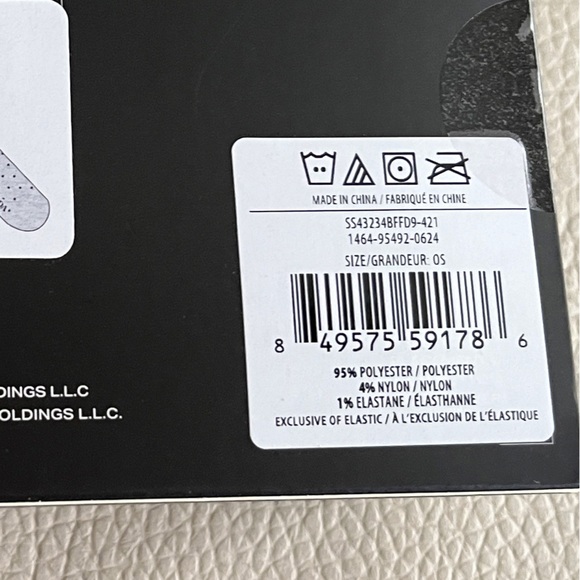 MADE IN CHINA / FABRIQUÉ EN CHINE
SS43234BFFD9-421
1464-95492-0624
SIZE/GRANDEUR: OS
8 49575 59178 6
95% POLYESTER / POLYESTER
4% NYLON / NYLON
1% ELASTANE / ÉLASTHANNE
EXCLUSIVE OF ELASTIC / À L'EXCLUSION DE L'ÉLASTIQUE
DINGS L.L.C
OLDINGS L.L.C.